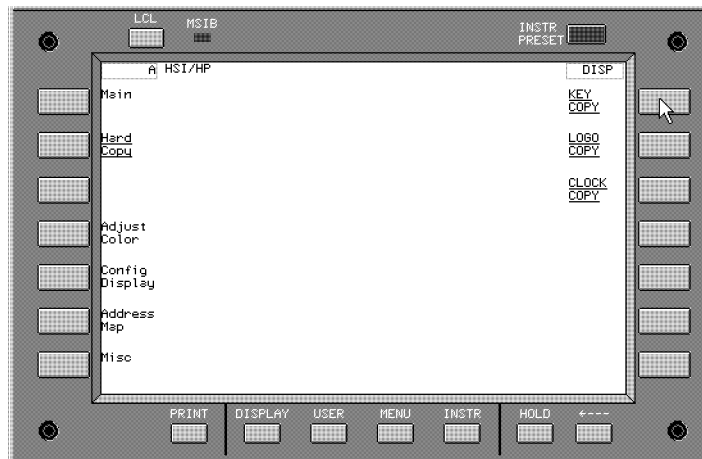 LCL
MSIB
INSTR
PRESET
A HSI/HP
DISP
Main
KEY
COPY
Hard
Copy
LOGO
COPY
CLOCK
COPY
Adjust
Color
Config
Display
Address
Map
Misc
PRINT
DISPLAY
USER
MENU
INSTR
HOLD
←---